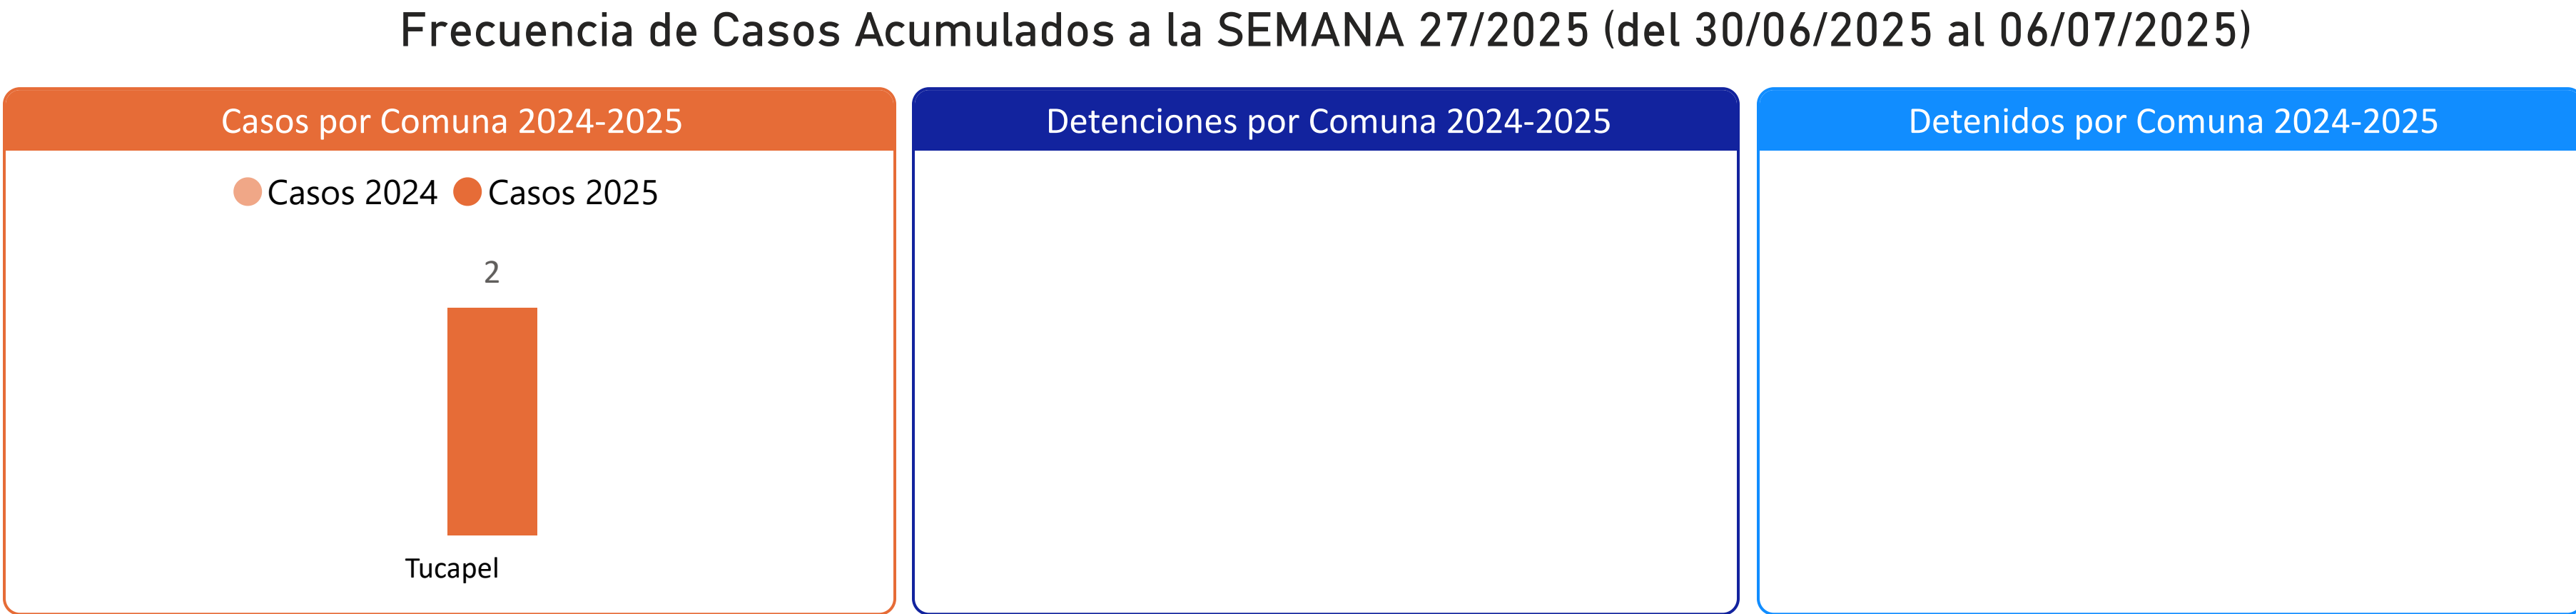 Frecuencia de Casos Acumulados a la SEMANA 27/2025 (del 30/06/2025 al 06/07/2025)
Casos por Comuna 2024-2025
Casos 2024 Casos 2025
2
Tucapel
Detenciones por Comuna 2024-2025
Detenidos por Comuna 2024-2025